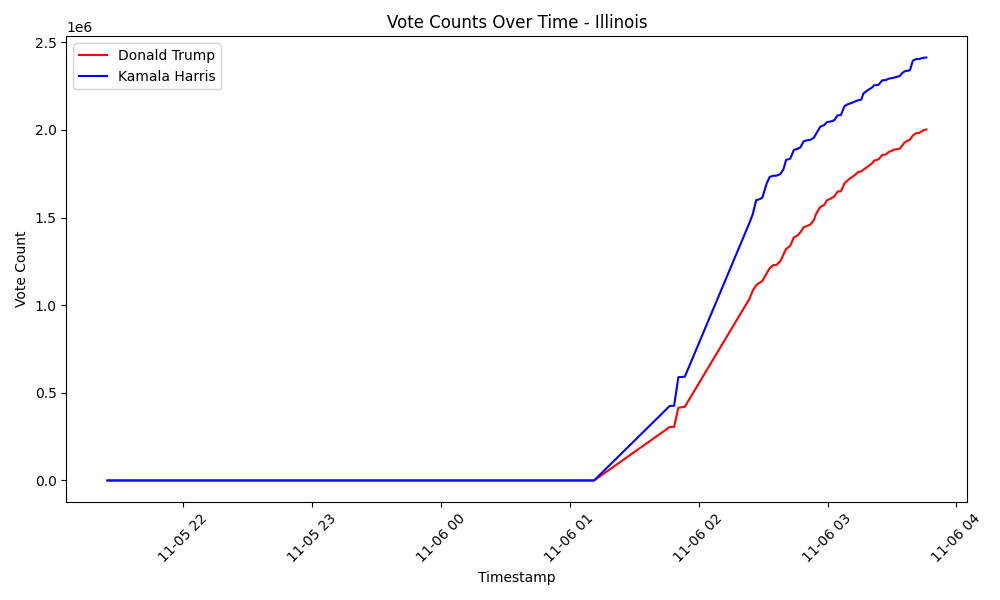 Vote Counts Over Time - Illinois
1e6
Donald Trump
Kamala Harris
2.5
2.0
1.5
1.0
0.5
0.0
Vote Count
11-05 22
11-05 23
11-06 00
11-06 01
11-06 02
11-06 03
11-06 04
Timestamp